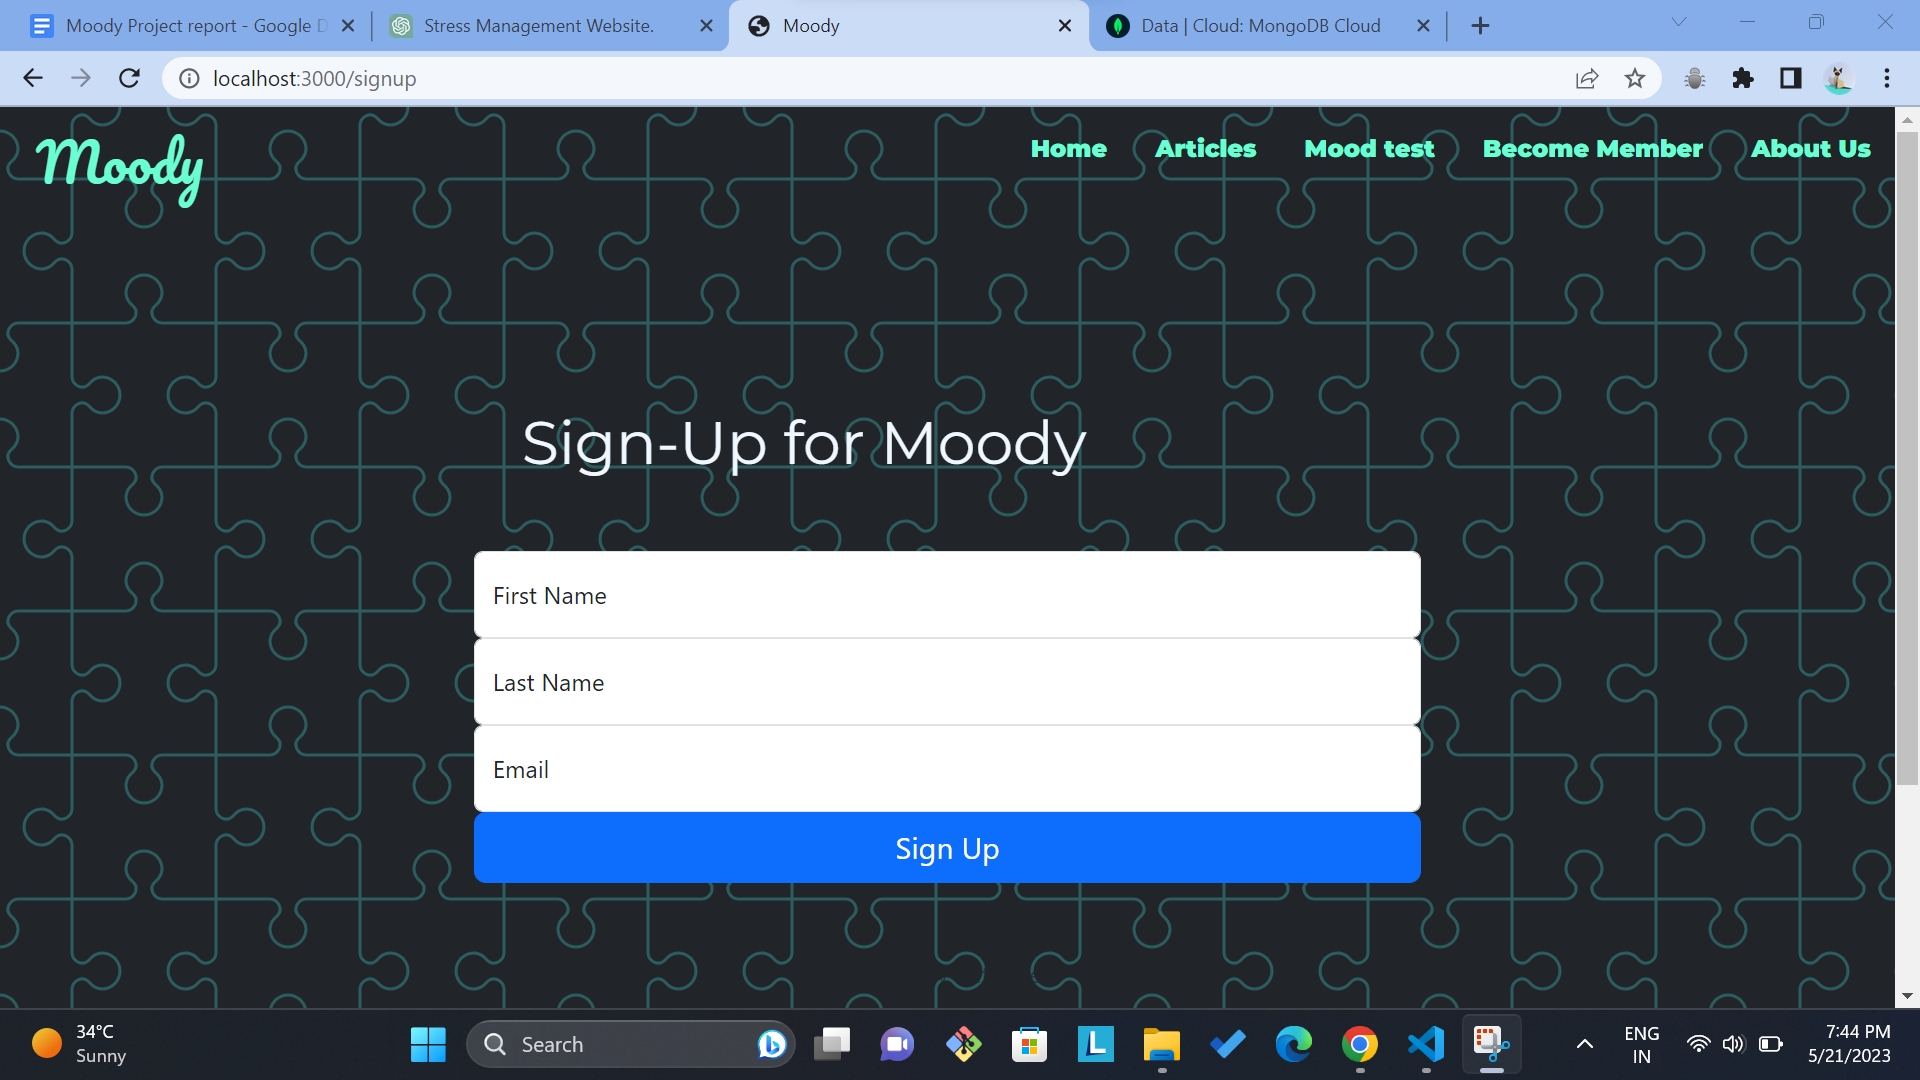 Moody Project report - Google D
Stress Management Website.
Moody
Data | Cloud: MongoDB Cloud
localhost:3000/signup
Moody
Home
Articles
Mood test
Become Member
About Us
Sign-Up for Moody
First Name
Last Name
Email
Sign Up
34°C
Sunny
Search
L
ENG
IN
7:44 PM
5/21/2023